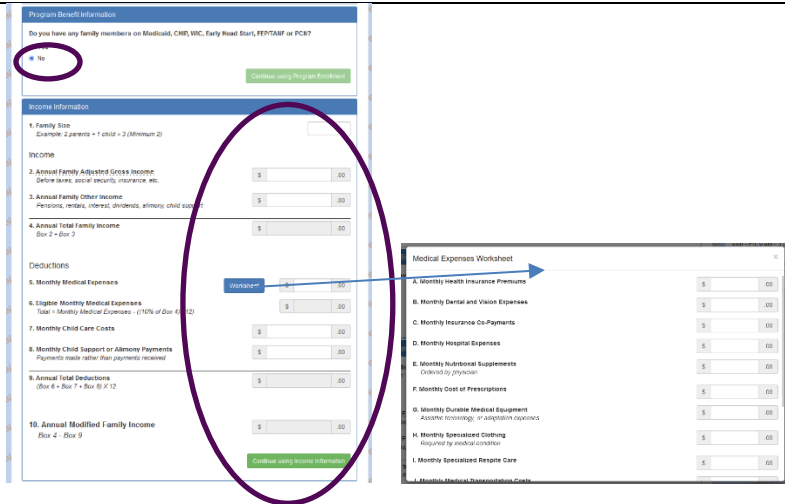 Program Benefit Information
Do you have any family members on Medicaid, CHIP, WIC, Early Head Start, FEP/TANF or PCN?
No
Continue using Program Enrollment
Income Information
1. Family Size
Example: 2 parents + 1 child = 3 (Minimum 2)
Income
2. Annual Family Adjusted Gross Income
Before taxes, social security, insurance, etc.
$ .00
3. Annual Family Other Income
Pensions, rentals, interest, dividends, alimony, child support
$ .00
4. Annual Total Family Income
Box 2 + Box 3
$ .00
Deductions
5. Monthly Medical Expenses
Worksheet $ .00
6. Eligible Monthly Medical Expenses
Total = Monthly Medical Expenses - ((10% of Box 4)/12)
$ .00
7. Monthly Child Care Costs
$ .00
8. Monthly Child Support or Alimony Payments
Payments made rather than payments received
$ .00
9. Annual Total Deductions
(Box 6 + Box 7 + Box 8) X 12
$ .00
10. Annual Modified Family Income
Box 4 - Box 9
$ .00
Continue using Income Information
Medical Expenses Worksheet ×
A. Monthly Health Insurance Premiums
$ .00
B. Monthly Dental and Vision Expenses
$ .00
C. Monthly Insurance Co-Payments
$ .00
D. Monthly Hospital Expenses
$ .00
E. Monthly Nutritional Supplements
Ordered by physician
$ .00
F. Monthly Cost of Prescriptions
$ .00
G. Monthly Durable Medical Equipment
Assistive technology, or adaptation expenses
$ .00
H. Monthly Specialized Clothing
Required by medical condition
$ .00
I. Monthly Specialized Respite Care
$ .00
J. Monthly Medical Transportation Costs